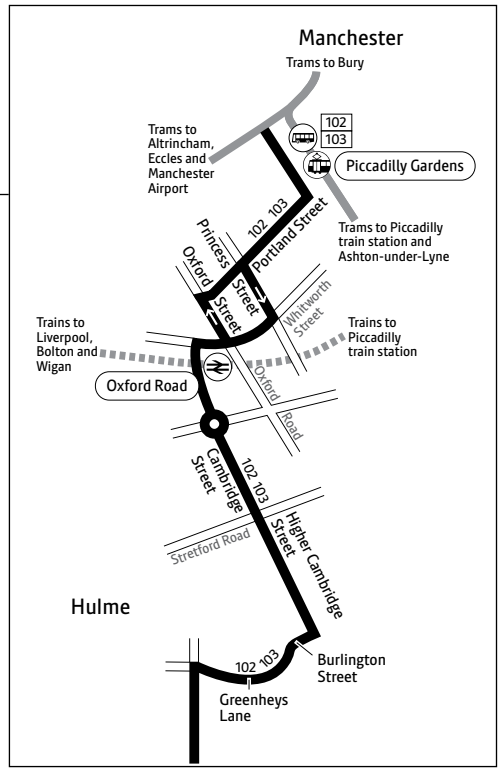 Manchester
Trams to Bury
102
103
Trams to
Altrincham,
Eccles and
Manchester
Airport
Piccadilly Gardens
102 103
Portland Street
Trams to Piccadilly
train station and
Ashton-under-Lyne
Princess
Street
Oxford
Street
Whitworth
Street
Trains to
Liverpool,
Bolton and
Wigan
Trains to
Piccadilly
train station
Oxford Road
Oxford
Road
Cambridge
Street
102 103
Stretford Road
Higher Cambridge
Street
Hulme
102 103
Burlington
Street
Greenheys
Lane